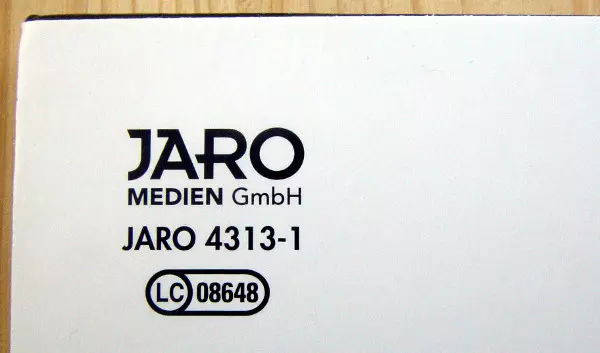 JARO
MEDIEN GmbH
JARO 4313-1
LC 08648